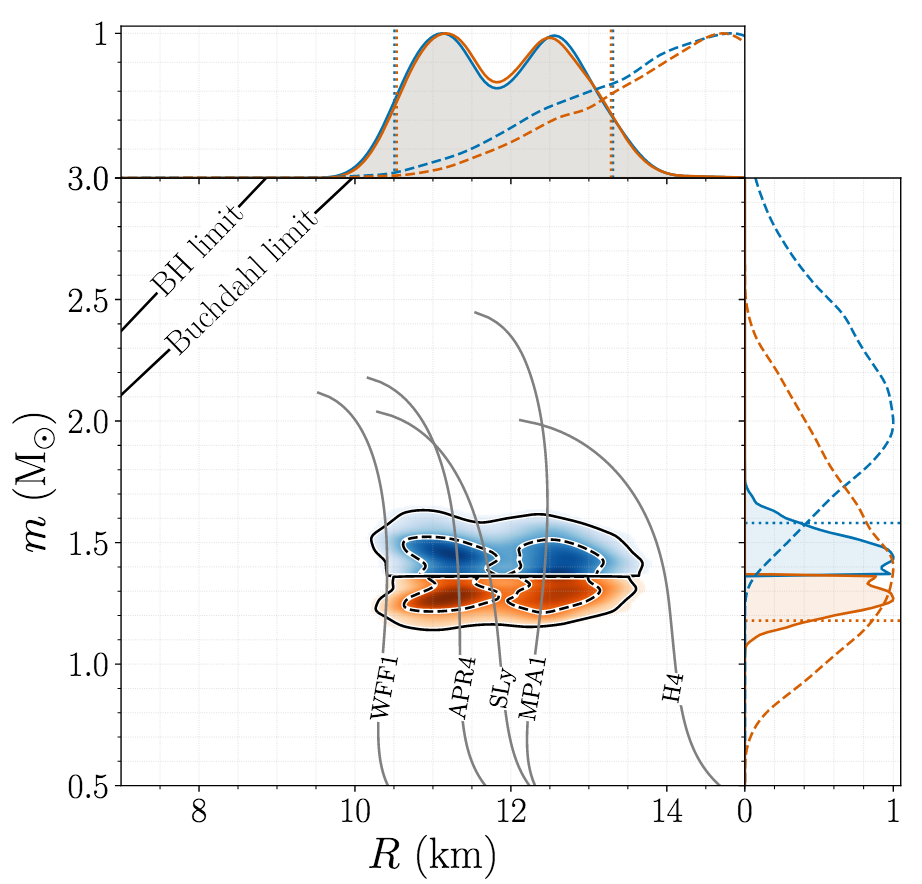 1
3.0
BH limit
Buchdahl limit
2.5
2.0
m (M⊙)
1.5
1.0
WFF1
APR4
SLy
MPA1
H4
0.5
8
10
12
14
0
1
R (km)